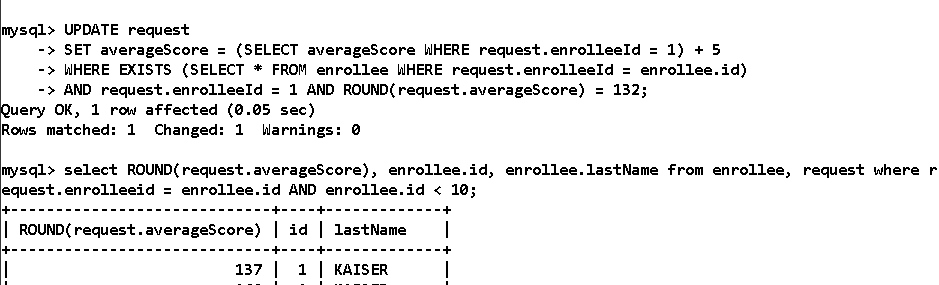 mysql> UPDATE request
    -> SET averageScore = (SELECT averageScore WHERE request.enrolleeId = 1) + 5
    -> WHERE EXISTS (SELECT * FROM enrollee WHERE request.enrolleeId = enrollee.id)
    -> AND request.enrolleeId = 1 AND ROUND(request.averageScore) = 132;
Query OK, 1 row affected (0.05 sec)
Rows matched: 1  Changed: 1  Warnings: 0
mysql> select ROUND(request.averageScore), enrollee.id, enrollee.lastName from enrollee, request where r
equest.enrolleeid = enrollee.id AND enrollee.id < 10;
+-----------------------------+----+-------------+
| ROUND(request.averageScore) | id | lastName    |
+-----------------------------+----+-------------+
|                         137 |  1 | KAISER      |